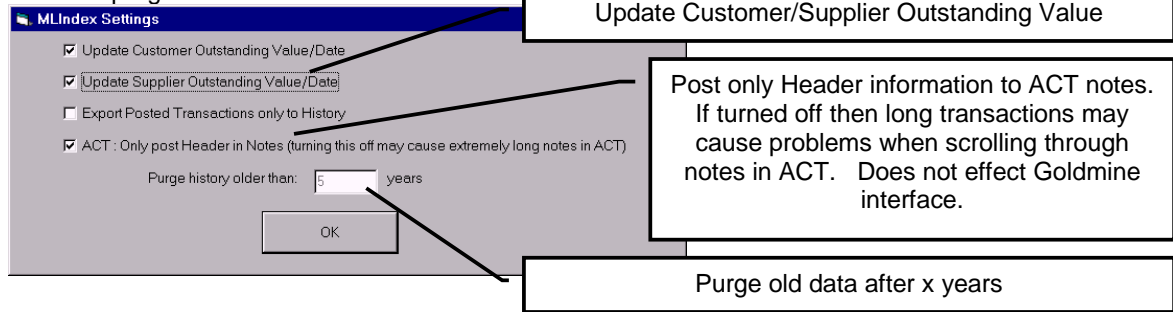 MLIndex Settings
Update Customer/Supplier Outstanding Value
Update Customer Outstanding Value/Date
Update Supplier Outstanding Value/Date
Export Posted Transactions only to History
ACT : Only post Header in Notes (turning this off may cause extremely long notes in ACT)
Purge history older than: 5 years
OK
Post only Header information to ACT notes.
If turned off then long transactions may
cause problems when scrolling through
notes in ACT. Does not effect Goldmine
interface.
Purge old data after x years